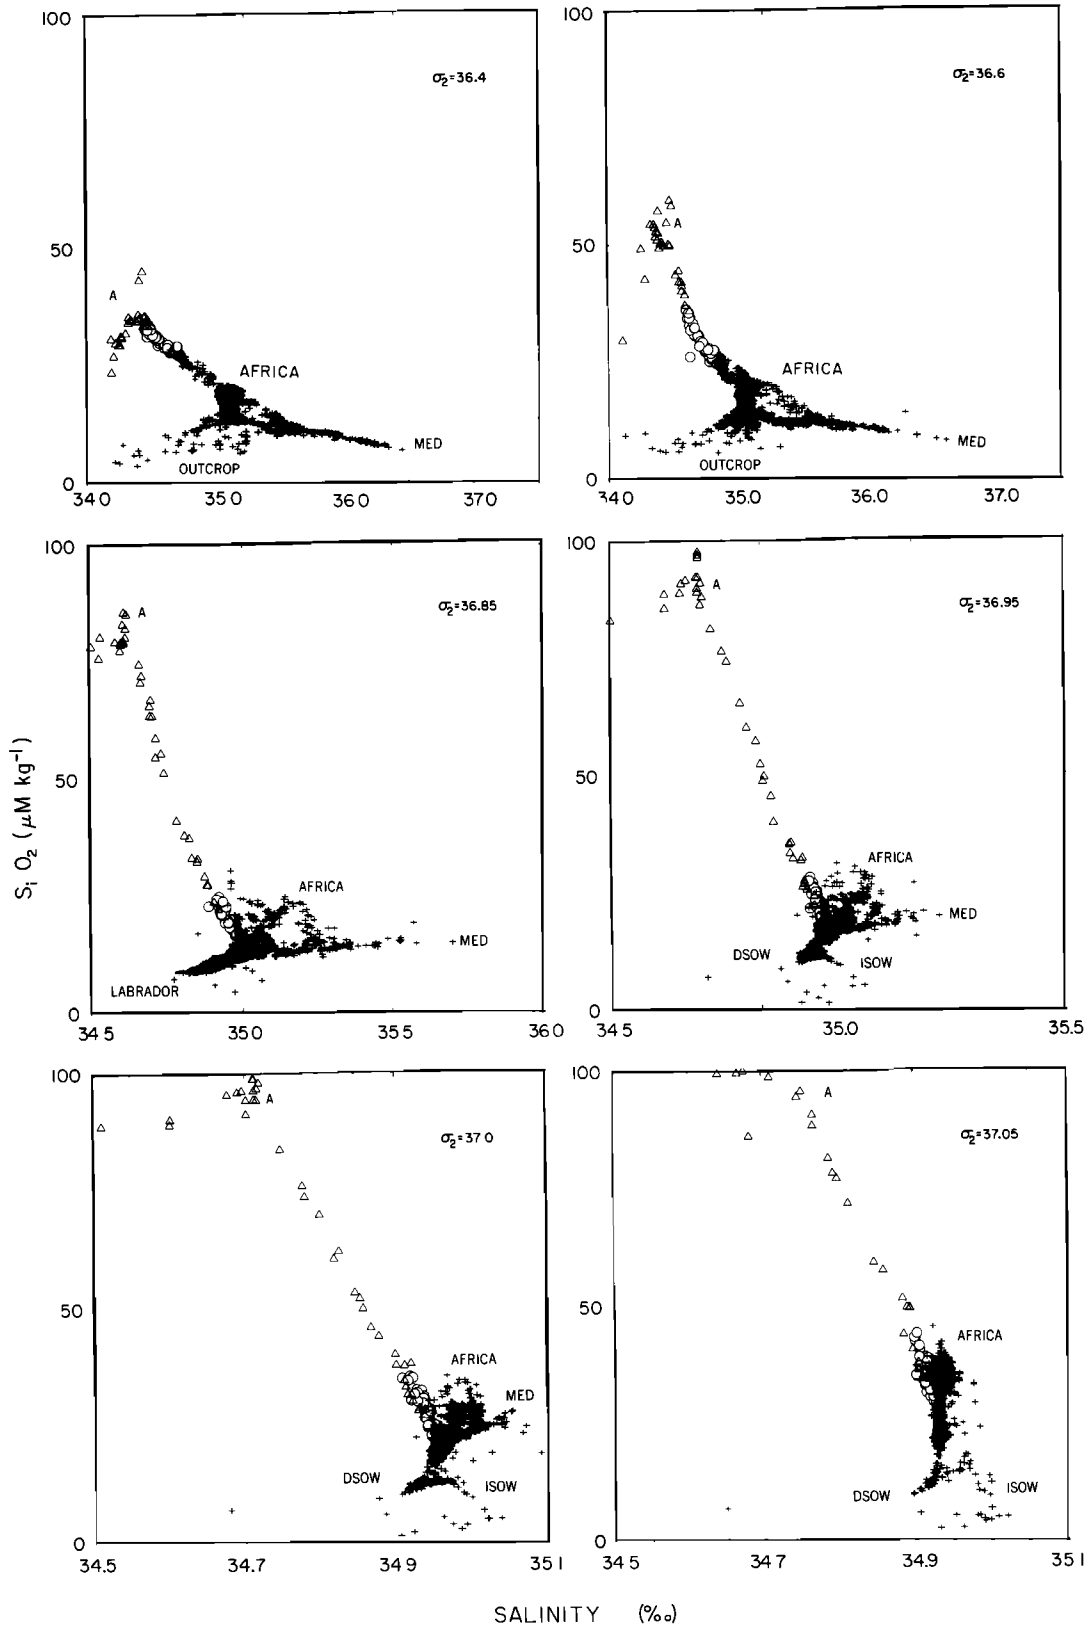 100
50
0
34.0
35.0
36.0
37.0
σ₂=36.4
A
AFRICA
MED
OUTCROP
100
50
0
34.0
35.0
36.0
37.0
σ₂=36.6
A
AFRICA
MED
OUTCROP
100
50
0
34.5
35.0
35.5
36.0
σ₂=36.85
A
AFRICA
MED
LABRADOR
100
50
0
34.5
35.0
35.5
σ₂=36.95
A
AFRICA
MED
DSOW
ISOW
100
50
0
34.5
34.7
34.9
35.1
σ₂=37.0
A
AFRICA
MED
DSOW
ISOW
100
50
0
34.5
34.7
34.9
35.1
σ₂=37.05
A
AFRICA
DSOW
ISOW
Si O₂ (μM kg⁻¹)
SALINITY (‰)